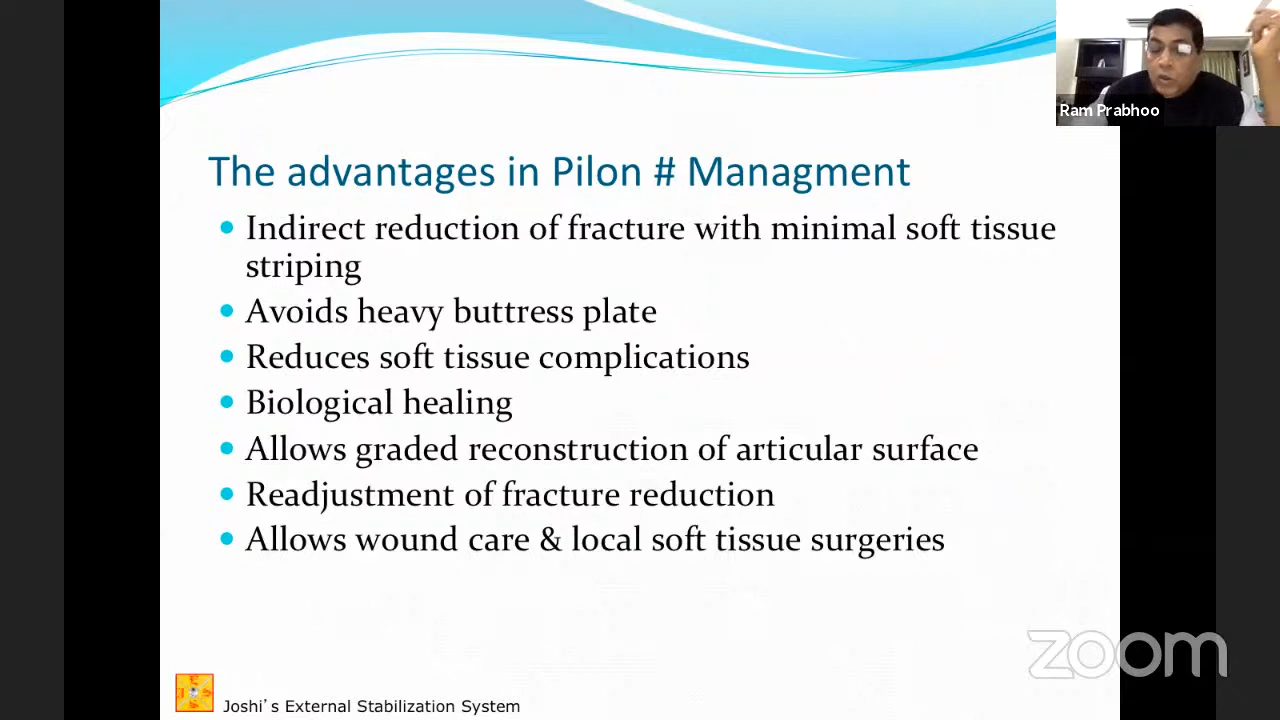 Ram Prabhoo
The advantages in Pilon # Managment
• Indirect reduction of fracture with minimal soft tissue
striping
• Avoids heavy buttress plate
• Reduces soft tissue complications
• Biological healing
• Allows graded reconstruction of articular surface
• Readjustment of fracture reduction
• Allows wound care & local soft tissue surgeries
zoom
Joshi's External Stabilization System